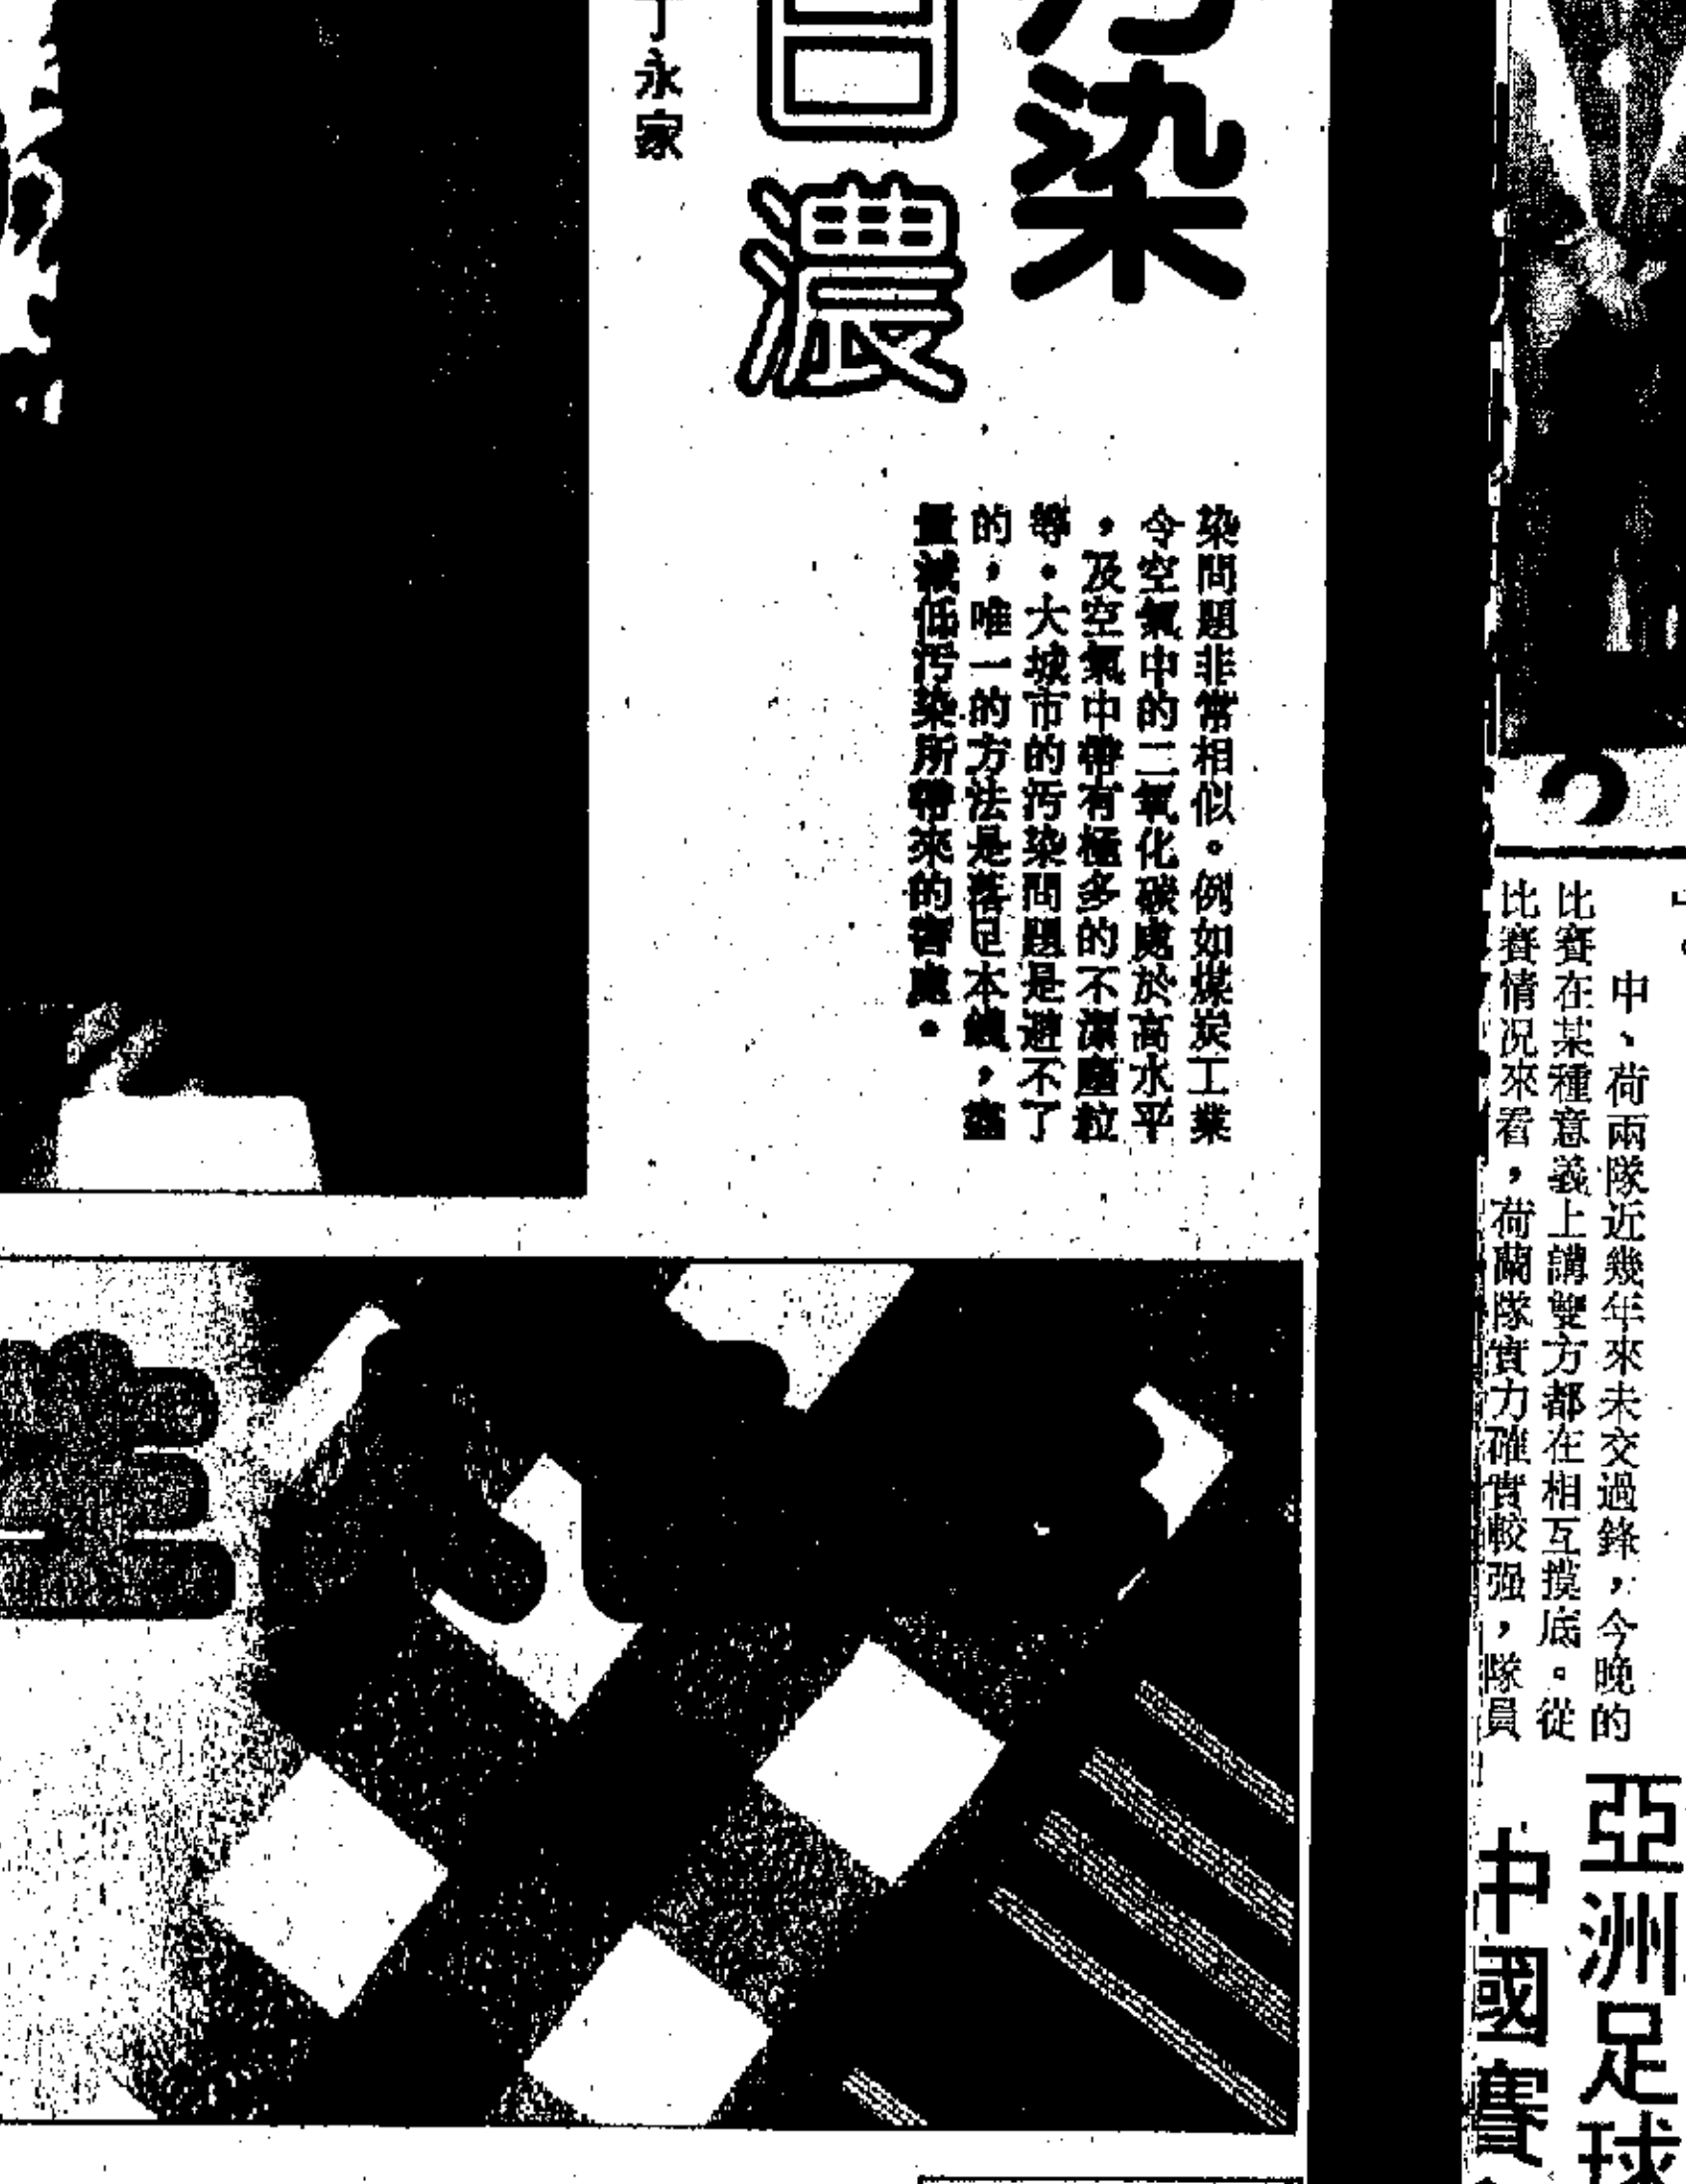 染
日濃
永家
染問題非常相似。例如煤炭工業
令空氣中的二氧化碳處於高水平
，及空氣中帶有極多的不潔塵粒
等。大城市的污染問題是避不了
的，唯一的方法是落足本錢，盡
量減低污染所帶來的害處。
中、荷兩隊近幾年來未交過鋒，今晚的
比賽在某種意義上講雙方都在相互摸底。從
比賽情況來看，荷蘭隊實力確實較强，隊員
亞洲足球
中國賽